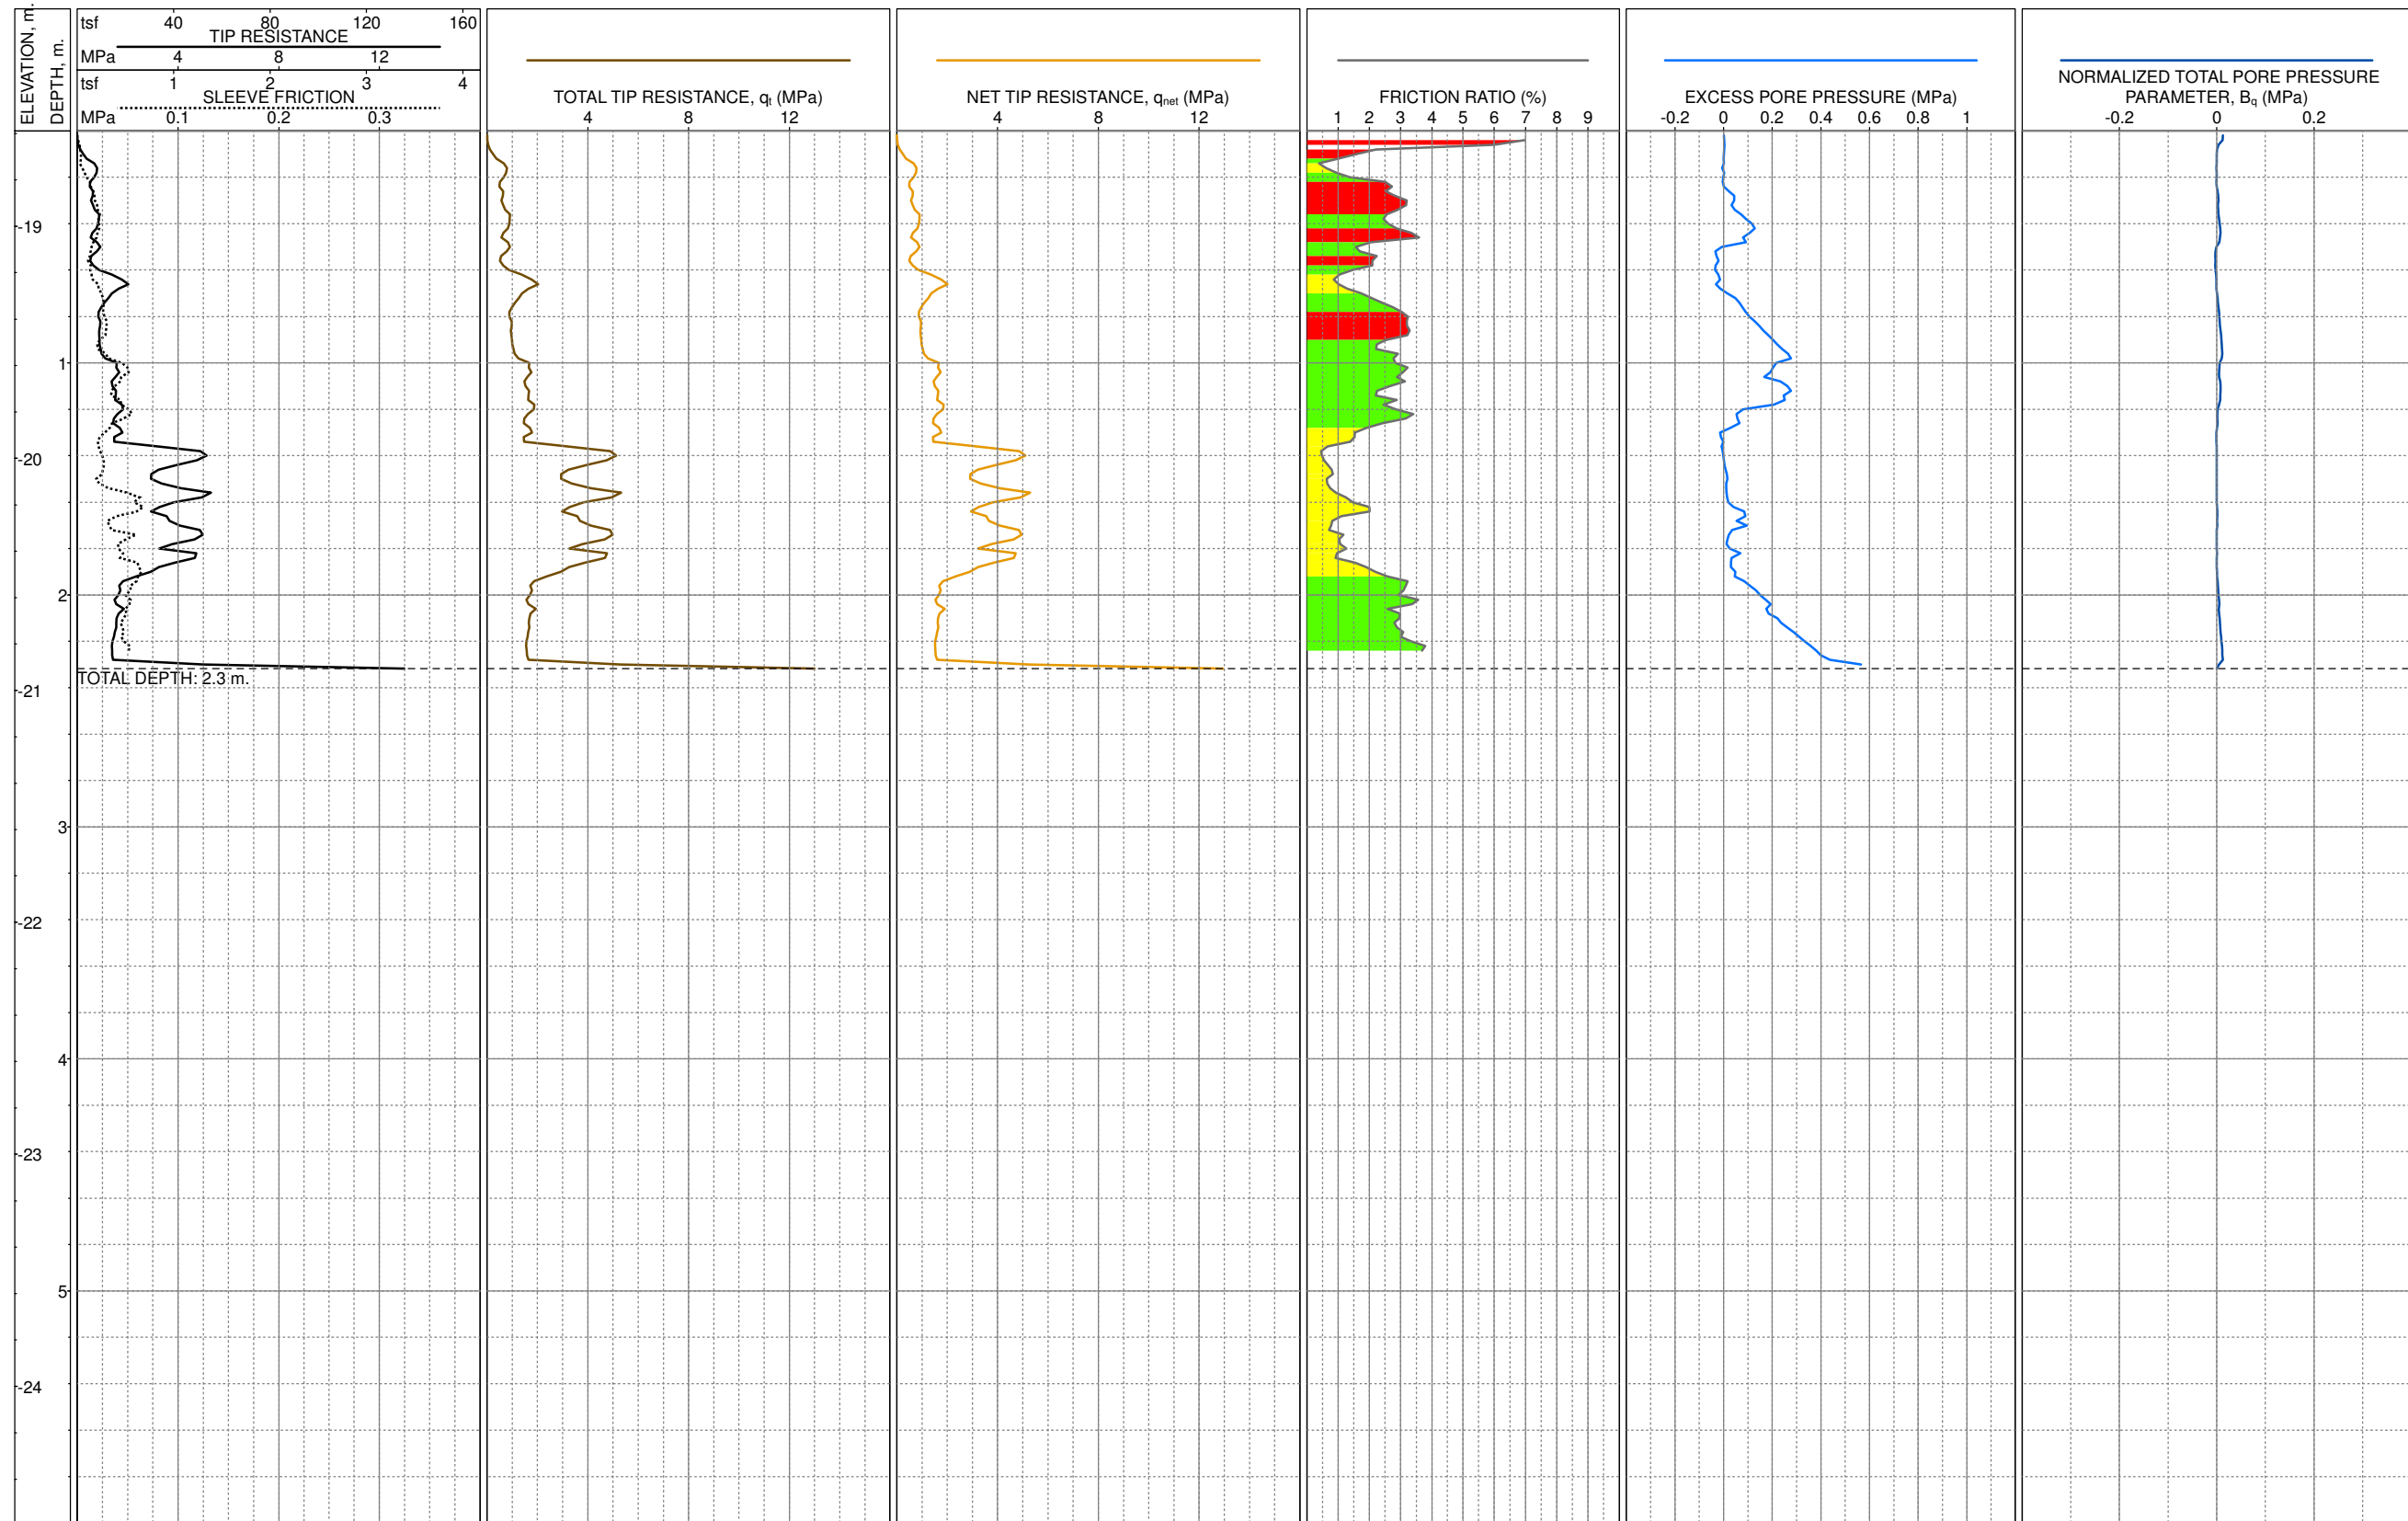 ELEVATION, m.
DEPTH, m.
tsf 40 80 120 160
TIP RESISTANCE
MPa 4 8 12
tsf 1 2 3 4
SLEEVE FRICTION
MPa 0.1 0.2 0.3
TOTAL TIP RESISTANCE, qt (MPa)
4 8 12
NET TIP RESISTANCE, qnet (MPa)
4 8 12
FRICTION RATIO (%)
1 2 3 4 5 6 7 8 9
EXCESS PORE PRESSURE (MPa)
-0.2 0 0.2 0.4 0.6 0.8 1
NORMALIZED TOTAL PORE PRESSURE
PARAMETER, Bq (MPa)
-0.2 0 0.2
-19
1
-20
2
TOTAL DEPTH: 2.3 m.
-21
3
-22
4
-23
5
-24